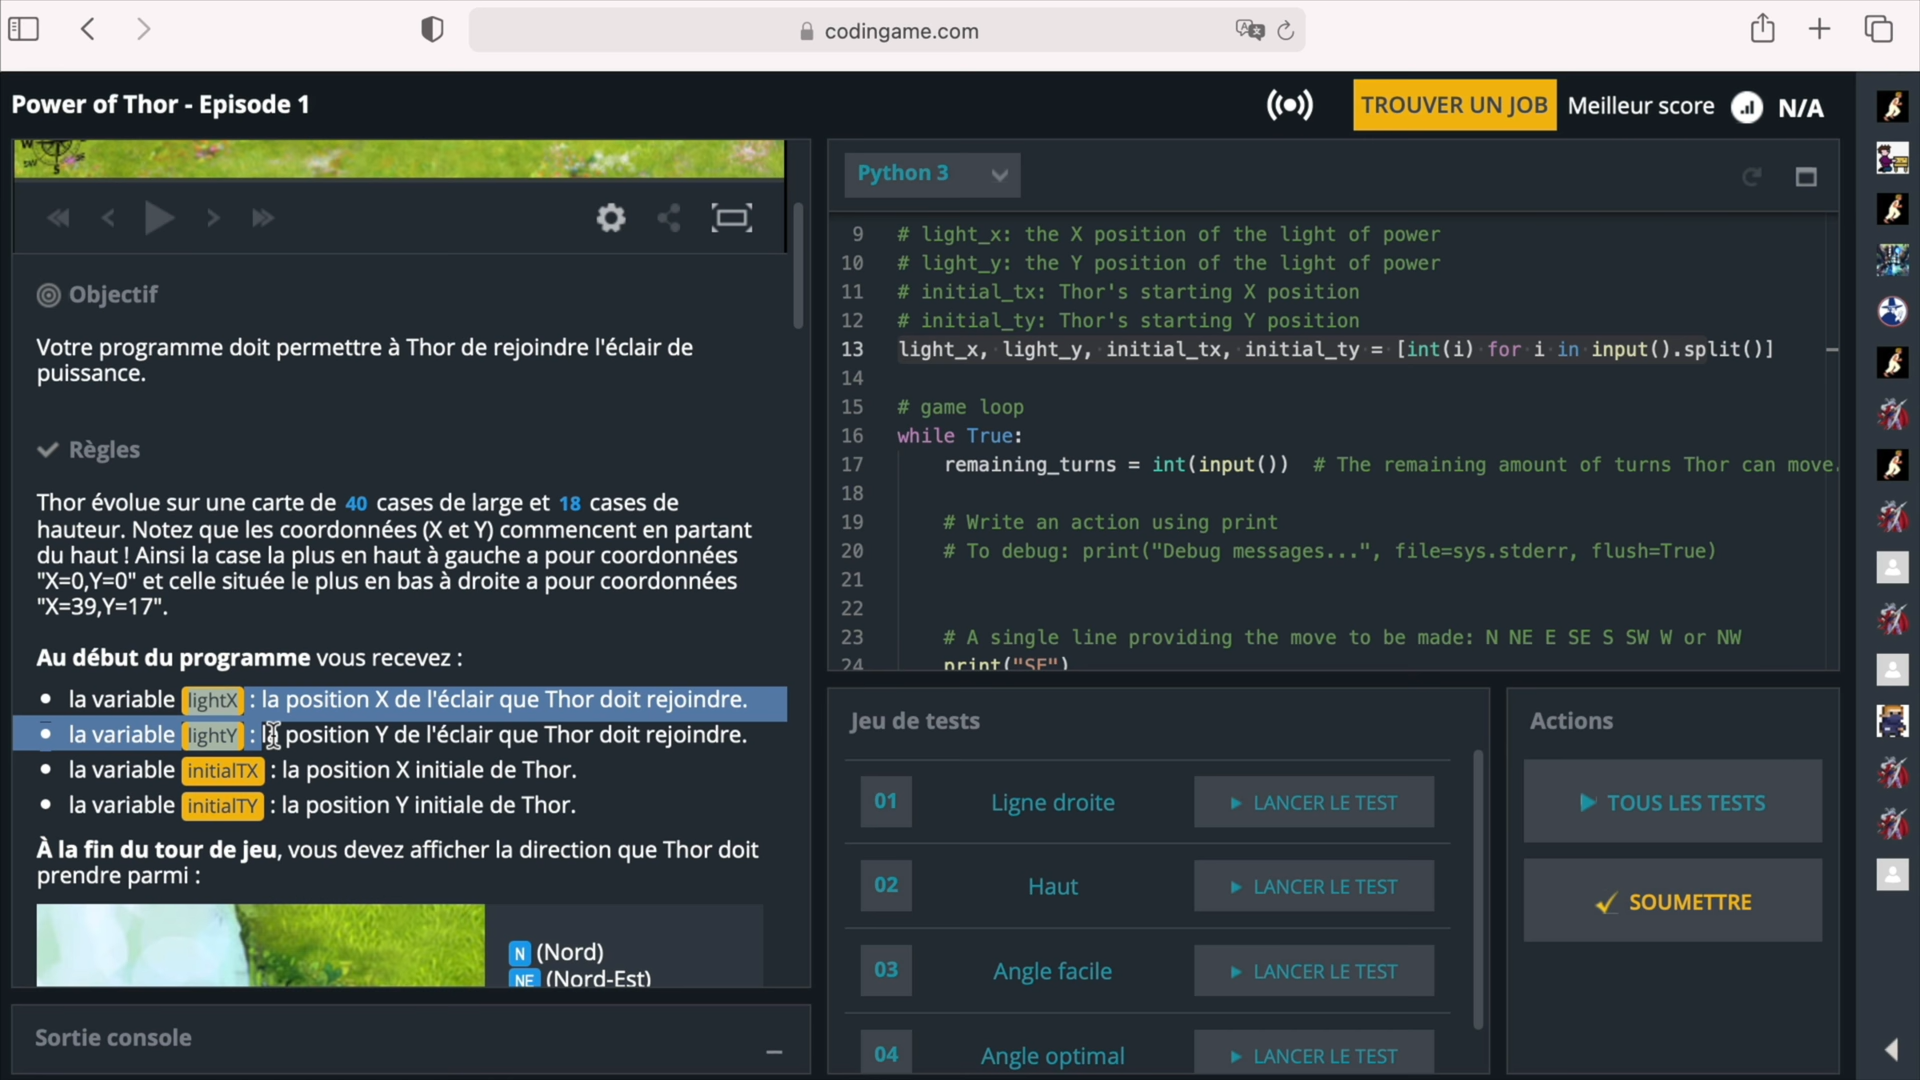 codingame.com
Power of Thor - Episode 1
TROUVER UN JOB
Meilleur score
N/A
W
SW
S
Objectif
Votre programme doit permettre à Thor de rejoindre l'éclair de
puissance.
Règles
Thor évolue sur une carte de 40 cases de large et 18 cases de
hauteur. Notez que les coordonnées (X et Y) commencent en partant
du haut ! Ainsi la case la plus en haut à gauche a pour coordonnées
"X=0,Y=0" et celle située le plus en bas à droite a pour coordonnées
"X=39,Y=17".
Au début du programme vous recevez :
• la variable lightX : la position X de l'éclair que Thor doit rejoindre.
• la variable lightY : la position Y de l'éclair que Thor doit rejoindre.
• la variable initialTX : la position X initiale de Thor.
• la variable initialTY : la position Y initiale de Thor.
À la fin du tour de jeu, vous devez afficher la direction que Thor doit
prendre parmi :
N (Nord)
NE (Nord-Est)
Sortie console
Python 3
9 # light_x: the X position of the light of power
10 # light_y: the Y position of the light of power
11 # initial_tx: Thor's starting X position
12 # initial_ty: Thor's starting Y position
13 light_x, light_y, initial_tx, initial_ty = [int(i) for i in input().split()]
14
15 # game loop
16 while True:
17 remaining_turns = int(input())  # The remaining amount of turns Thor can move.
18
19 # Write an action using print
20 # To debug: print("Debug messages...", file=sys.stderr, flush=True)
21
22
23 # A single line providing the move to be made: N NE E SE S SW W or NW
24 print("SE")
Jeu de tests
01 Ligne droite LANCER LE TEST
02 Haut LANCER LE TEST
03 Angle facile LANCER LE TEST
04 Angle optimal LANCER LE TEST
Actions
TOUS LES TESTS
SOUMETTRE